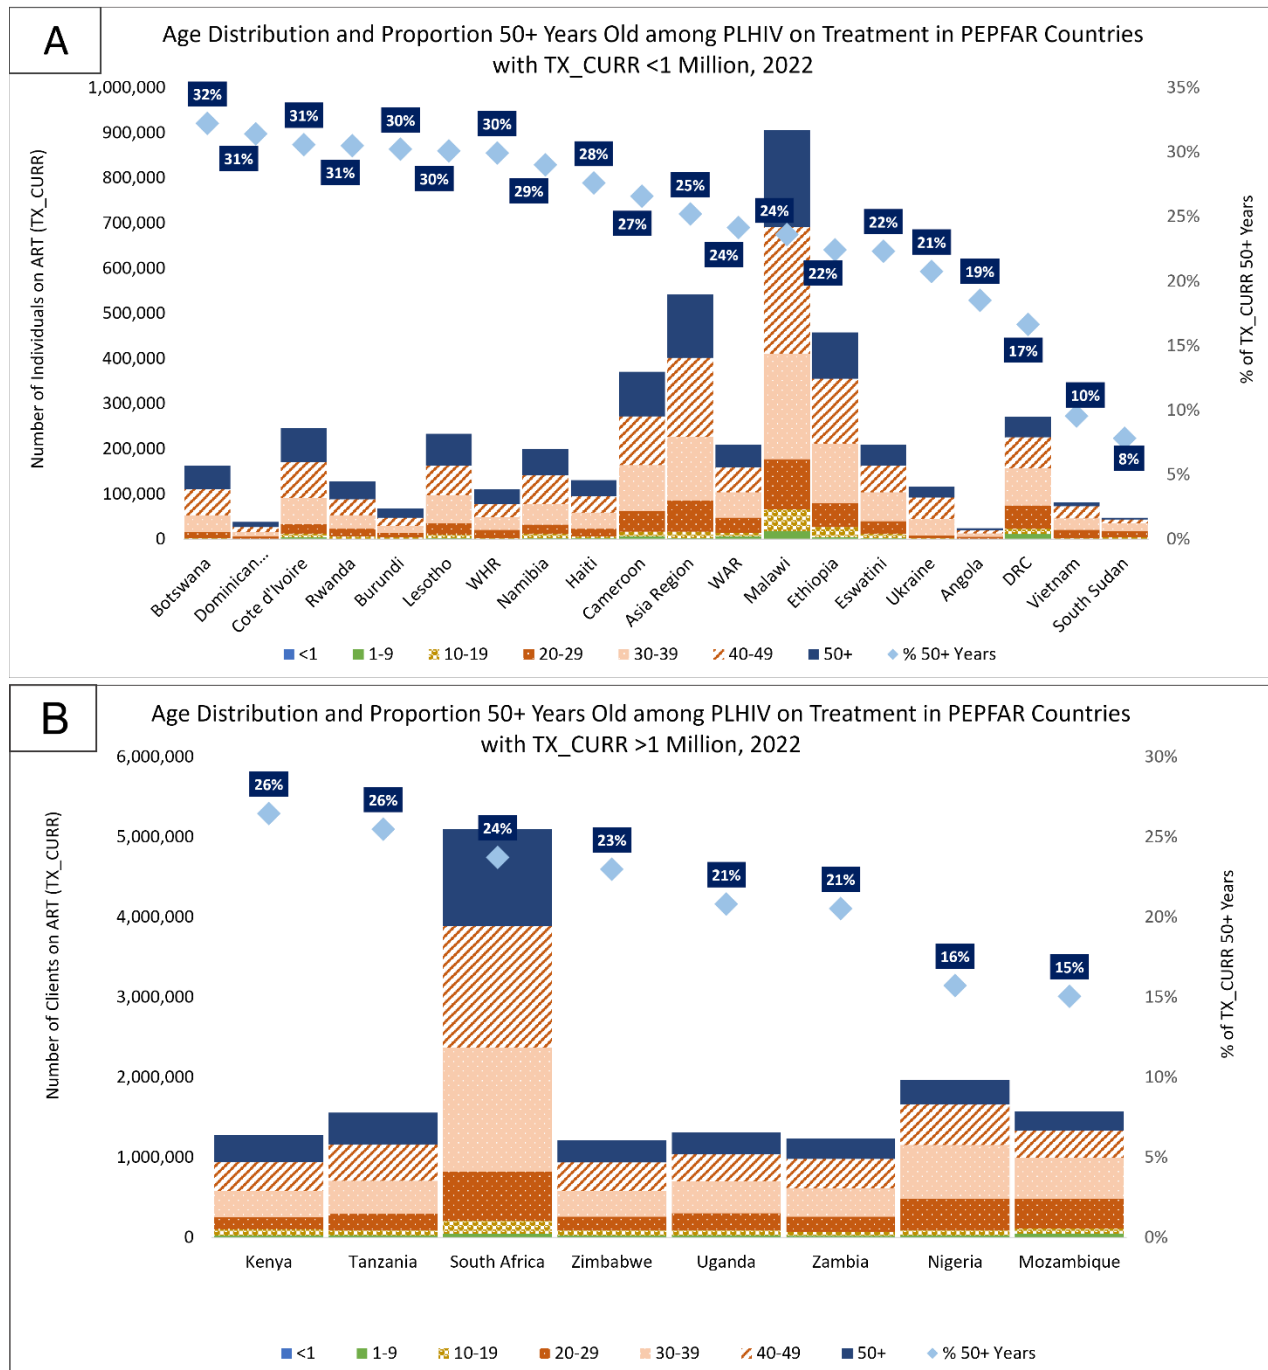 A
Age Distribution and Proportion 50+ Years Old among PLHIV on Treatment in PEPFAR Countries
with TX_CURR <1 Million, 2022
Number of Individuals on ART (TX_CURR)
1,000,000
900,000
800,000
700,000
600,000
500,000
400,000
300,000
200,000
100,000
0
32%
31%
31%
31%
30%
30%
30%
29%
28%
27%
25%
24%
24%
22%
22%
21%
19%
17%
10%
8%
35%
30%
25%
20%
15%
10%
5%
0%
% of TX_CURR 50+ Years
Botswana
Dominican...
Cote d'Ivoire
Rwanda
Burundi
Lesotho
WHR
Namibia
Haiti
Cameroon
Asia Region
WAR
Malawi
Ethiopia
Eswatini
Ukraine
Angola
DRC
Vietnam
South Sudan
<1 1-9 10-19 20-29 30-39 40-49 50+ % 50+ Years
B
Age Distribution and Proportion 50+ Years Old among PLHIV on Treatment in PEPFAR Countries
with TX_CURR >1 Million, 2022
Number of Clients on ART (TX_CURR)
6,000,000
5,000,000
4,000,000
3,000,000
2,000,000
1,000,000
0
26%
26%
24%
23%
21%
21%
16%
15%
30%
25%
20%
15%
10%
5%
0%
% of TX_CURR 50+ Years
Kenya
Tanzania
South Africa
Zimbabwe
Uganda
Zambia
Nigeria
Mozambique
<1 1-9 10-19 20-29 30-39 40-49 50+ % 50+ Years